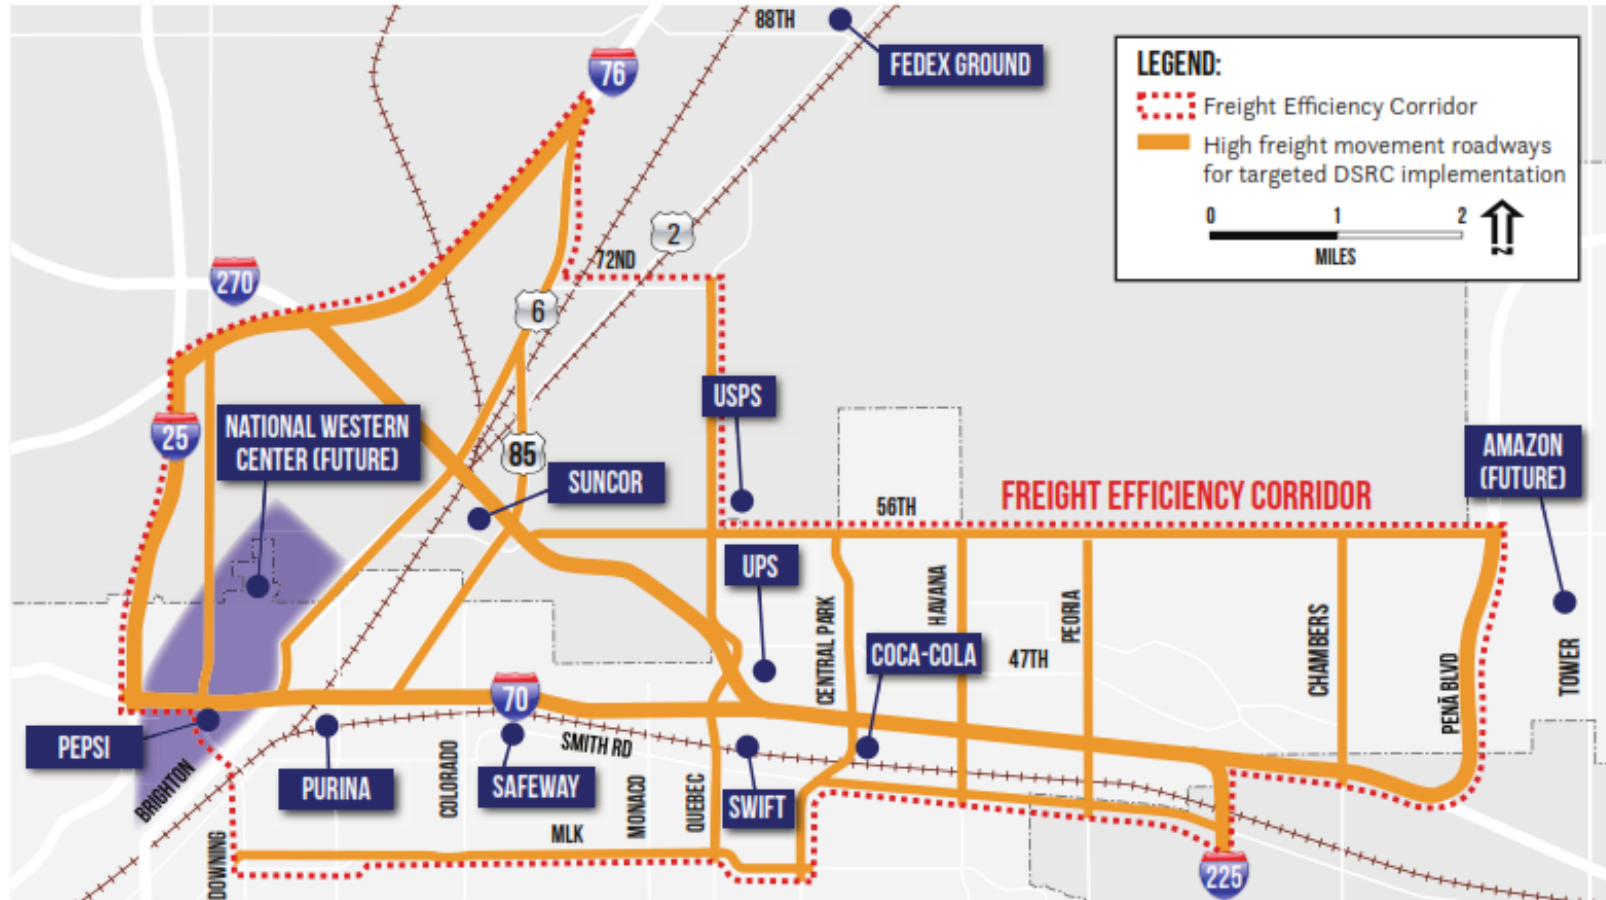 88TH
FEDEX GROUND
76
LEGEND:
Freight Efficiency Corridor
High freight movement roadways
for targeted DSRC implementation
0 1 2
MILES
N
2
72ND
270
6
USPS
25
NATIONAL WESTERN
CENTER (FUTURE)
85
SUNCOR
AMAZON
(FUTURE)
FREIGHT EFFICIENCY CORRIDOR
56TH
UPS
HAVANA
PEORIA
CENTRAL PARK
COCA-COLA
47TH
CHAMBERS
PEÑA BLVD
TOWER
70
PEPSI
SMITH RD
BRIGHTON
PURINA
COLORADO
SAFEWAY
MONACO
QUEBEC
SWIFT
MLK
DOWNING
225